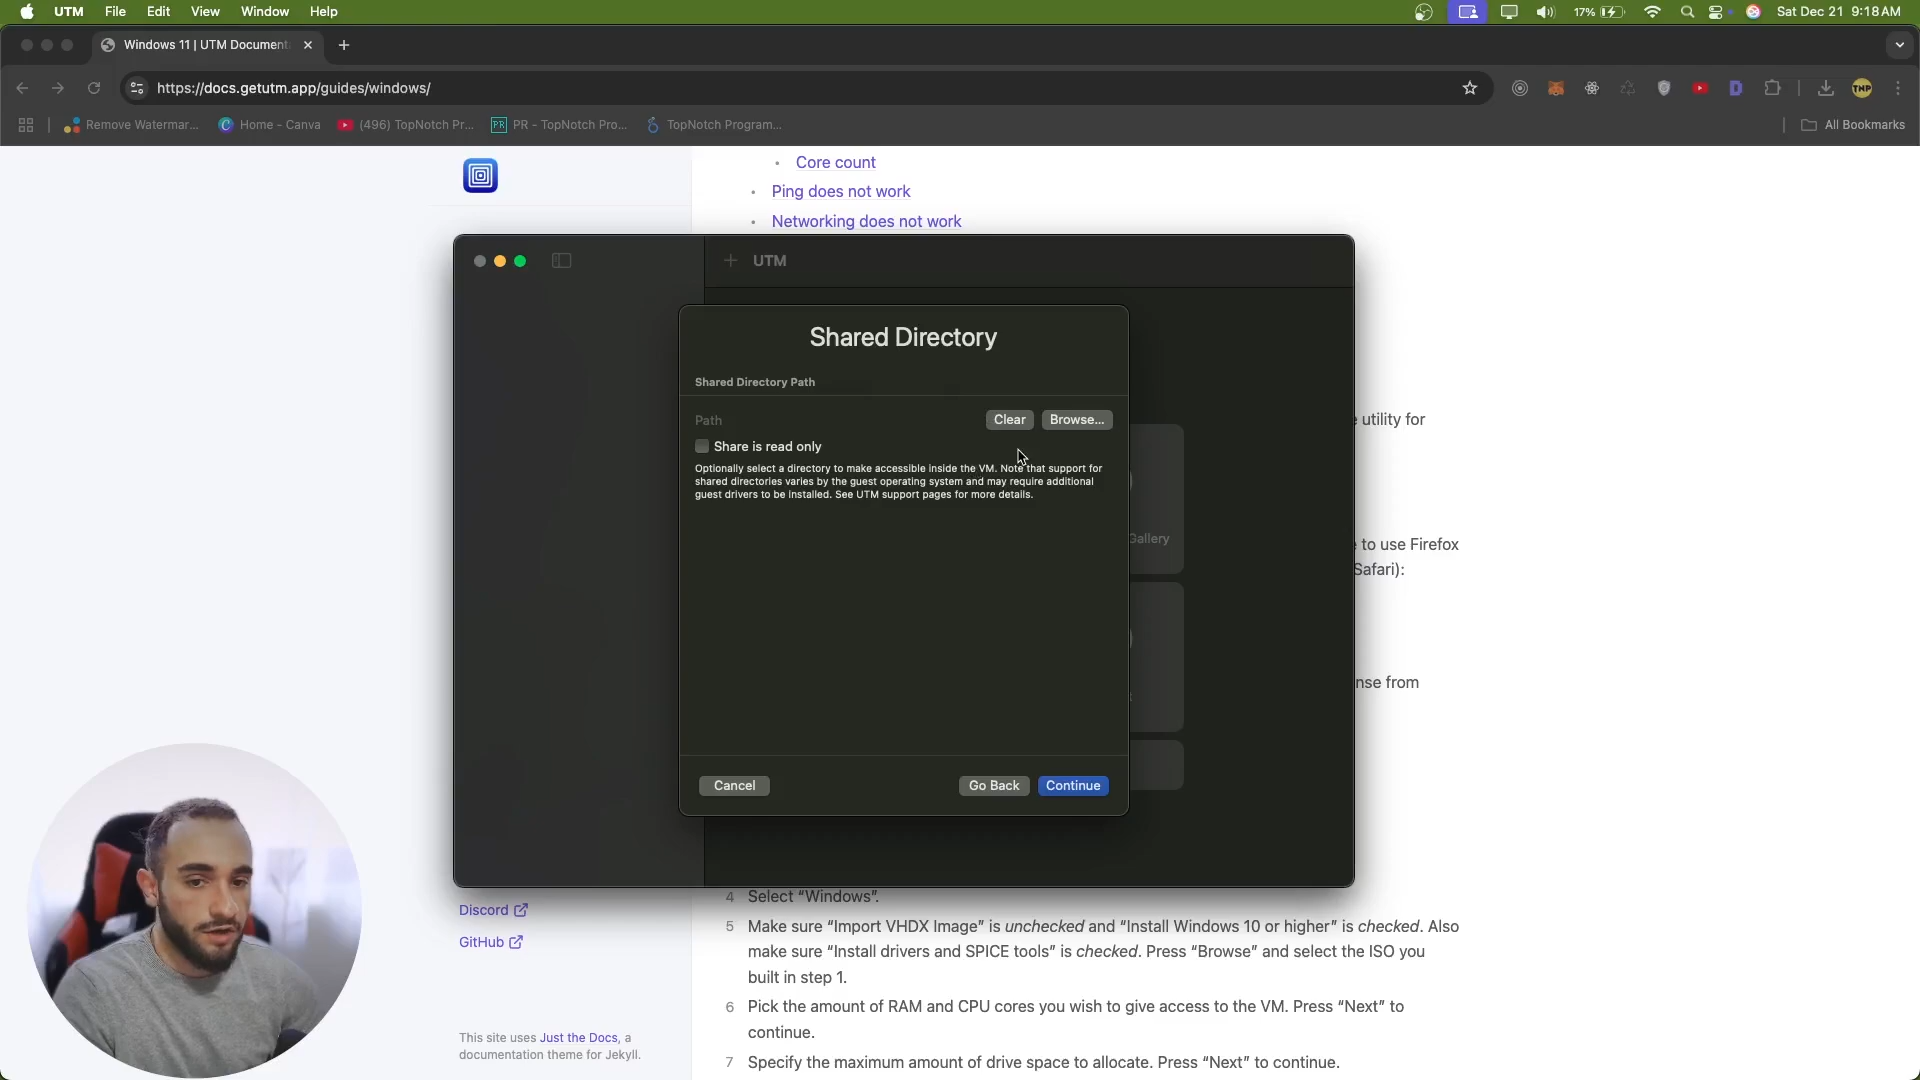 UTM File Edit View Window Help
17% Sat Dec 21 9:18 AM
Windows 11 | UTM Document
https://docs.getutm.app/guides/windows/
TNP
Remove Watermar... Home - Canva (496) TopNotch Pr... PR PR - TopNotch Pro... TopNotch Program... All Bookmarks
Core count
Ping does not work
Networking does not work
UTM
Shared Directory
Shared Directory Path
Path Clear Browse...
Share is read only
Optionally select a directory to make accessible inside the VM. Note that support for
shared directories varies by the guest operating system and may require additional
guest drivers to be installed. See UTM support pages for more details.
Cancel Go Back Continue
Gallery
utility for
to use Firefox
Safari):
nse from
4 Select “Windows”.
5 Make sure “Import VHDX Image” is unchecked and “Install Windows 10 or higher” is checked. Also
make sure “Install drivers and SPICE tools” is checked. Press “Browse” and select the ISO you
built in step 1.
6 Pick the amount of RAM and CPU cores you wish to give access to the VM. Press “Next” to
continue.
7 Specify the maximum amount of drive space to allocate. Press “Next” to continue.
Discord
GitHub
This site uses Just the Docs, a
documentation theme for Jekyll.